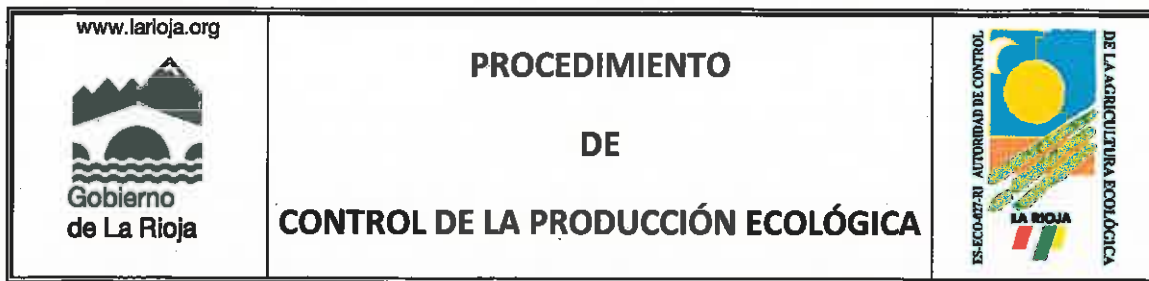 www.larioja.org
Gobierno
de La Rioja
PROCEDIMIENTO
DE
CONTROL DE LA PRODUCCIÓN ECOLÓGICA
ES-ECO-027-RI AUTORIDAD DE CONTROL
DE LA AGRICULTURA ECOLÓGICA
LA RIOJA